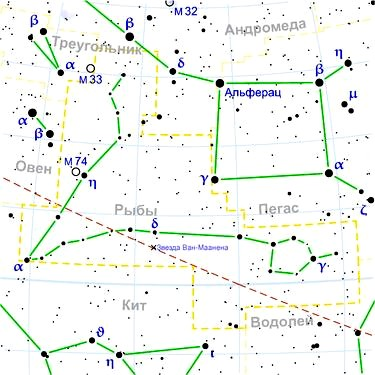 M 32
β
β
Андромеда
Треугольник
η
α
M 33
δ
β
Альферац
μ
α
β
M 74
Овен
η
γ
α
ζ
Рыбы
δ
Пегас
Звезда Ван-Маанена
α
γ
Кит
Водолей
ϑ
η
ι